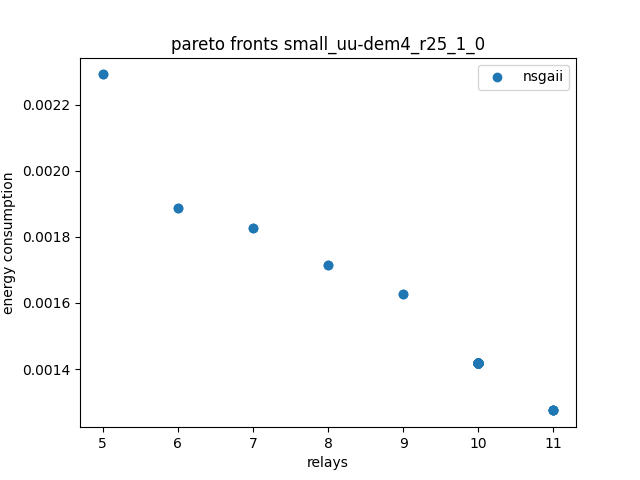 pareto fronts small_uu-dem4_r25_1_0
nsgaii
energy consumption
0.0022
0.0020
0.0018
0.0016
0.0014
5 6 7 8 9 10 11
relays